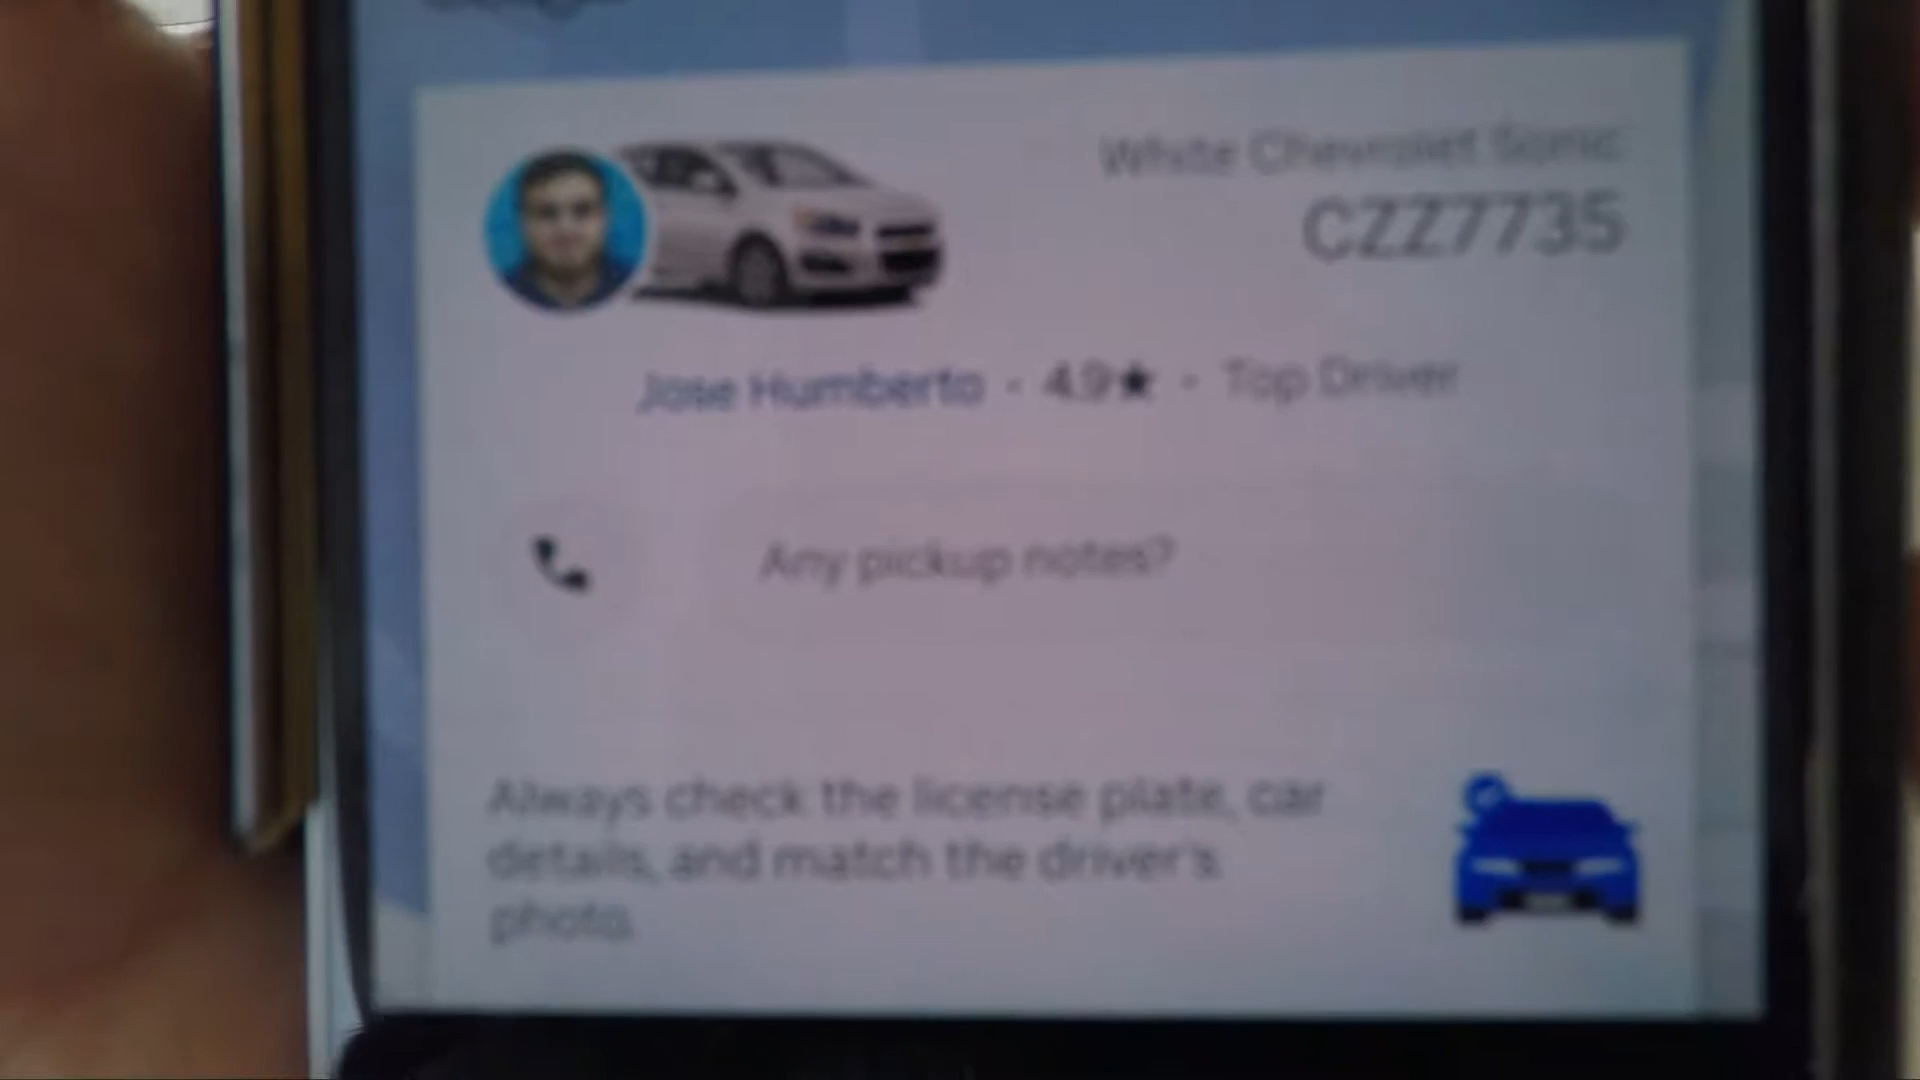 White Chevrolet Sonic
CZZ7735
Jose Humberto · 4.9★ · Top Driver
Any pickup notes?
Always check the license plate, car
details, and match the driver's
photo.